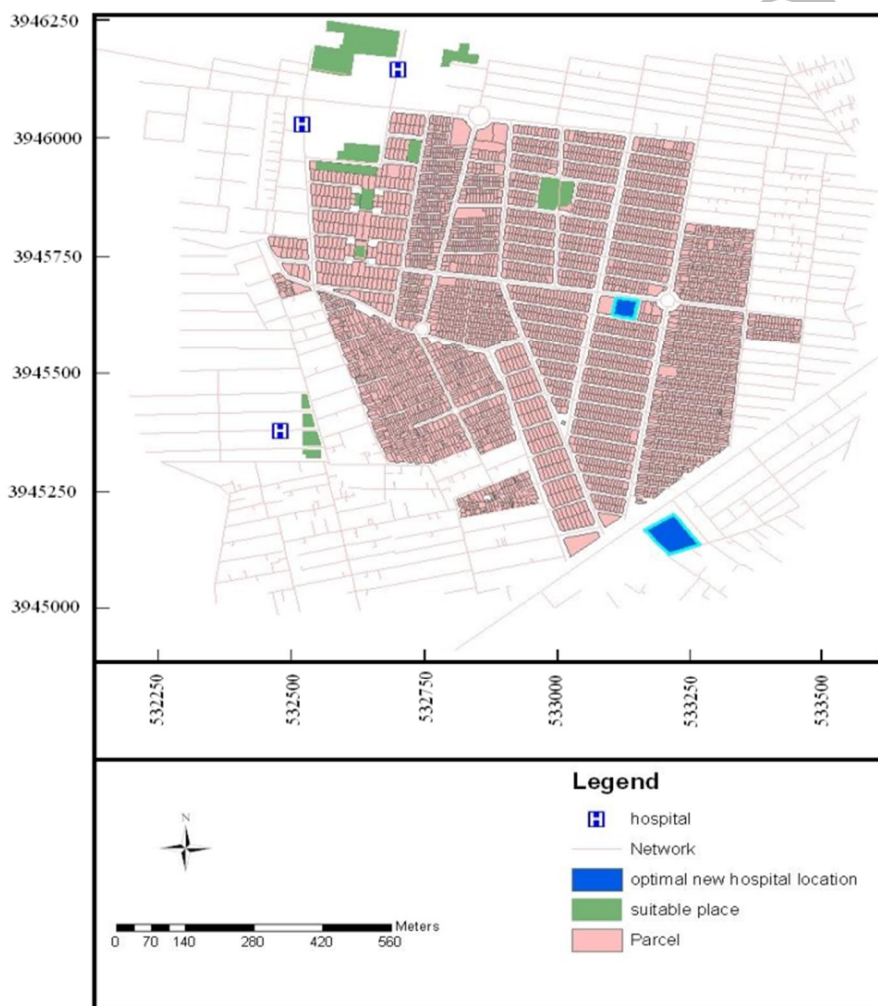 3946250
H
H
3946000
3945750
3945500
H
3945250
3945000
532250
532500
532750
533000
533250
533500
Legend
H hospital
Network
optimal new hospital location
suitable place
Parcel
N
Meters
0 70 140 280 420 560